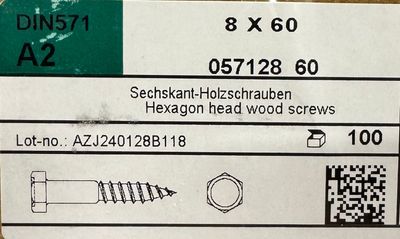 DIN571
8 X 60
A2
057128 60
Sechskant-Holzschrauben
Hexagon head wood screws
Lot-no.: AZJ240128B118
100